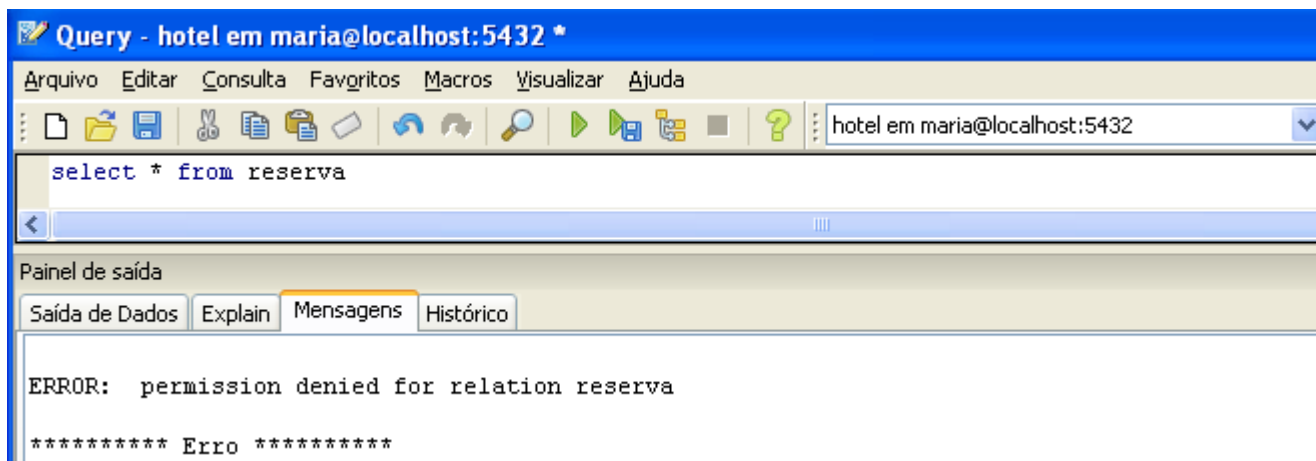 Query - hotel em maria@localhost:5432 *
Arquivo Editar Consulta Favoritos Macros Visualizar Ajuda
hotel em maria@localhost:5432
select * from reserva
Painel de saída
Saída de Dados Explain Mensagens Histórico
ERROR:  permission denied for relation reserva
********** Erro **********